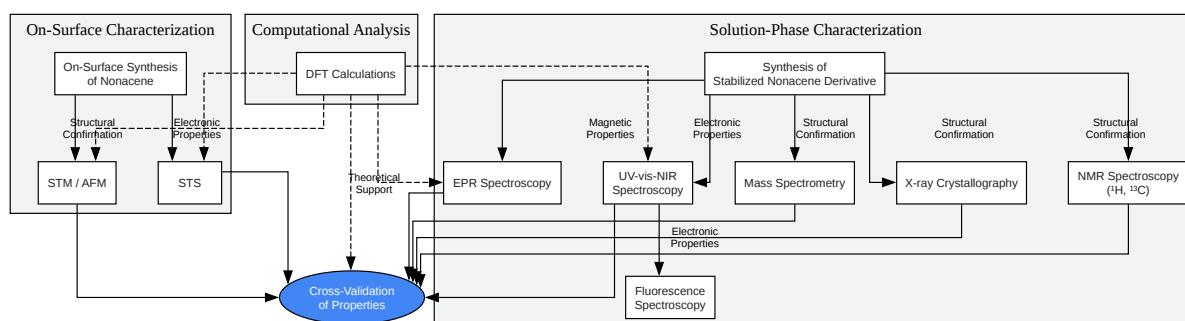 On-Surface Characterization
Computational Analysis
Solution-Phase Characterization
On-Surface Synthesis
of Nonacene
DFT Calculations
Synthesis of
Stabilized Nonacene Derivative
Structural
Confirmation
Electronic
Properties
Magnetic
Properties
Electronic
Properties
Structural
Confirmation
Structural
Confirmation
Structural
Confirmation
STM / AFM
STS
Theoretical
Support
EPR Spectroscopy
UV-vis-NIR
Spectroscopy
Mass Spectrometry
X-ray Crystallography
NMR Spectroscopy
(¹H, ¹³C)
Electronic
Properties
Cross-Validation
of Properties
Fluorescence
Spectroscopy